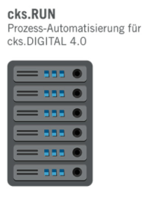 cks.RUN
Prozess-Automatisierung für
cks.DIGITAL 4.0